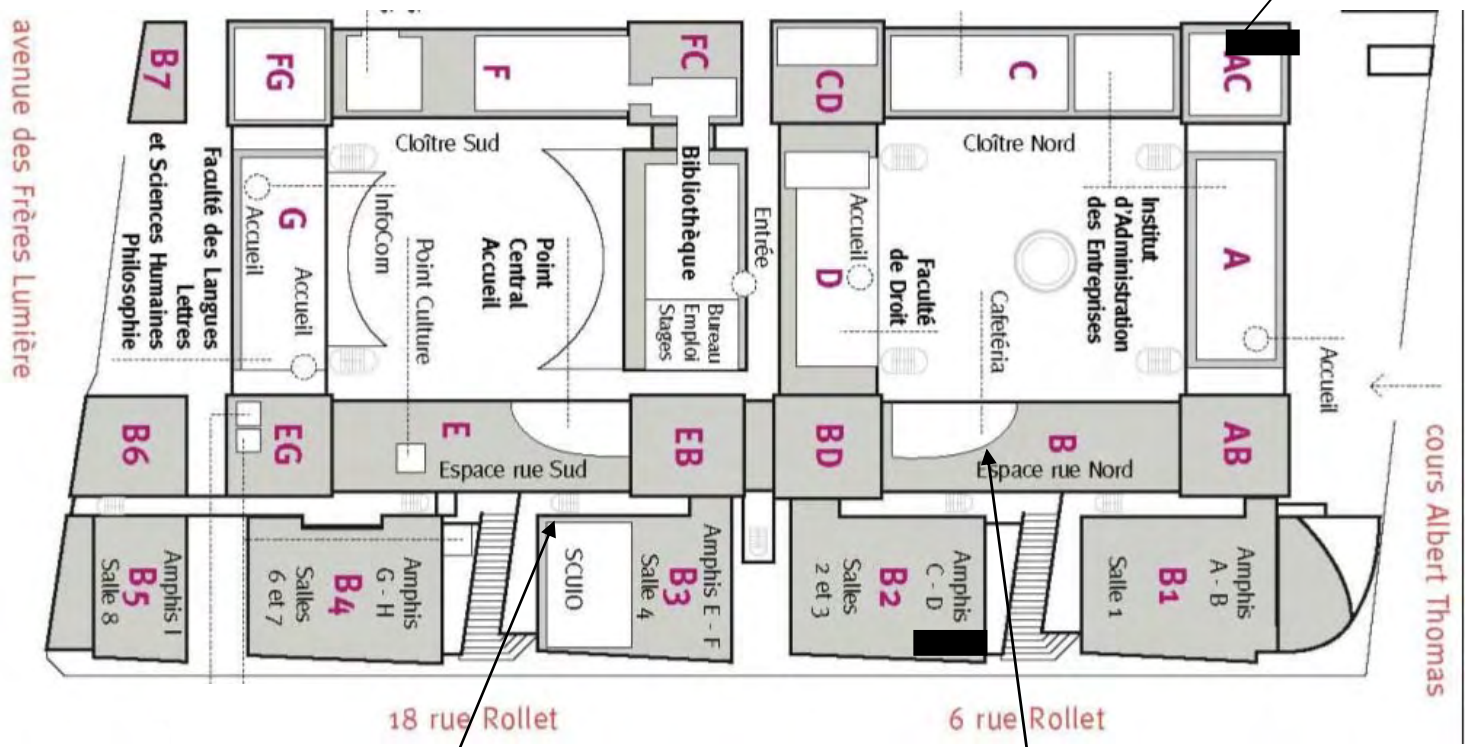 avenue des Frères Lumière
B7
FG
F
FC
CD
C
AC
Cloître Sud
Cloître Nord
Faculté des Langues
et Sciences Humaines
Lettres
Philosophie
G
Accueil
Accueil
InfoCom
Point Culture
Point
Central
Accueil
Bibliothèque
Bureau
Emploi
Stages
Entrée
D
Accueil
Faculté
de Droit
Cafétéria
Institut
d'Administration
des Entreprises
A
Accueil
B6
EG
E
Espace rue Sud
EB
BD
B
Espace rue Nord
AB
cours Albert Thomas
Amphis I
B5
Salle 8
Amphis
G - H
B4
Salles
6 et 7
SCUIO
Amphis E - F
B3
Salle 4
Amphis
C - D
B2
Salles
2 et 3
Amphis
A - B
B1
Salle 1
18 rue Rollet
6 rue Rollet